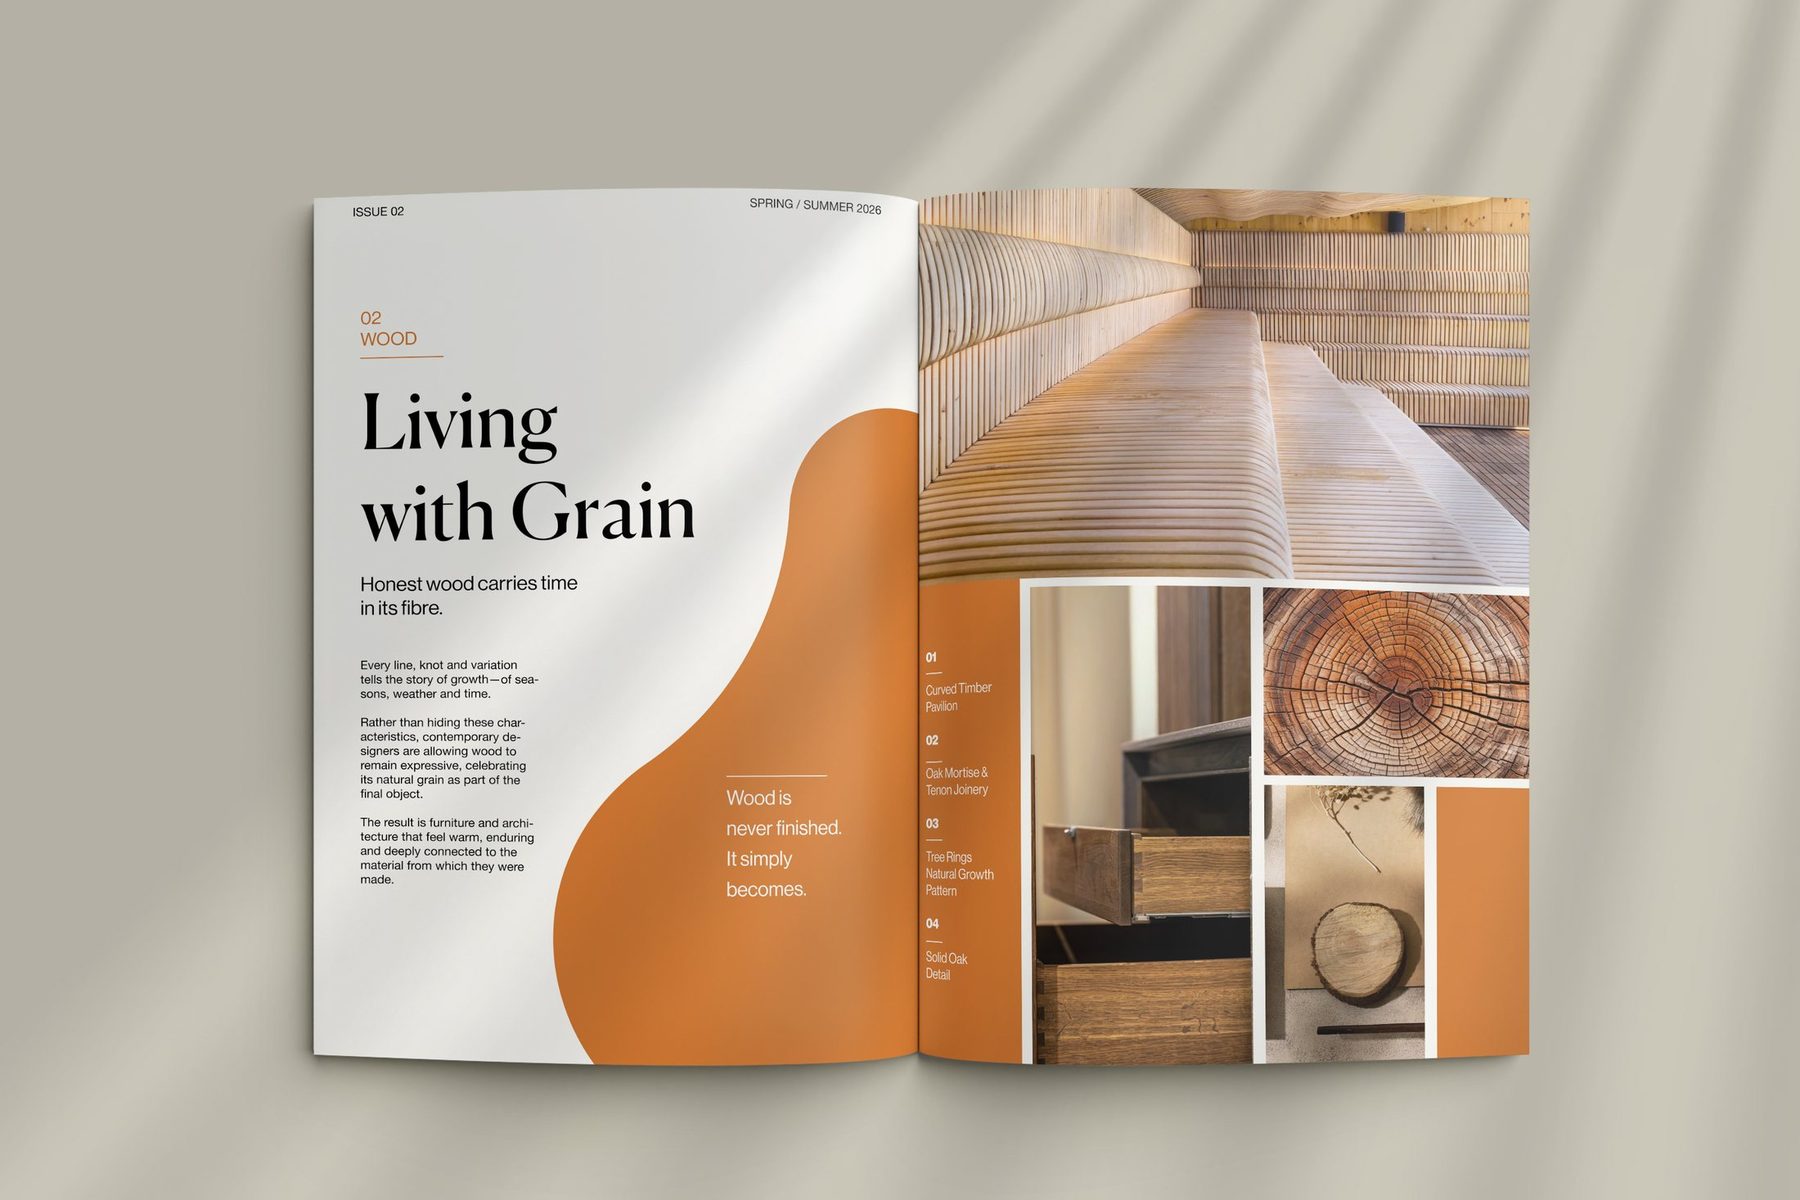 ISSUE 02
SPRING / SUMMER 2026
02
WOOD
Living
with Grain
Honest wood carries time
in its fibre.
Every line, knot and variation
tells the story of growth—of sea-
sons, weather and time.
Rather than hiding these char-
acteristics, contemporary de-
signers are allowing wood to
remain expressive, celebrating
its natural grain as part of the
final object.
The result is furniture and archi-
tecture that feel warm, enduring
and deeply connected to the
material from which they were
made.
Wood is
never finished.
It simply
becomes.
01
Curved Timber
Pavilion
02
Oak Mortise &
Tenon Joinery
03
Tree Rings
Natural Growth
Pattern
04
Solid Oak
Detail